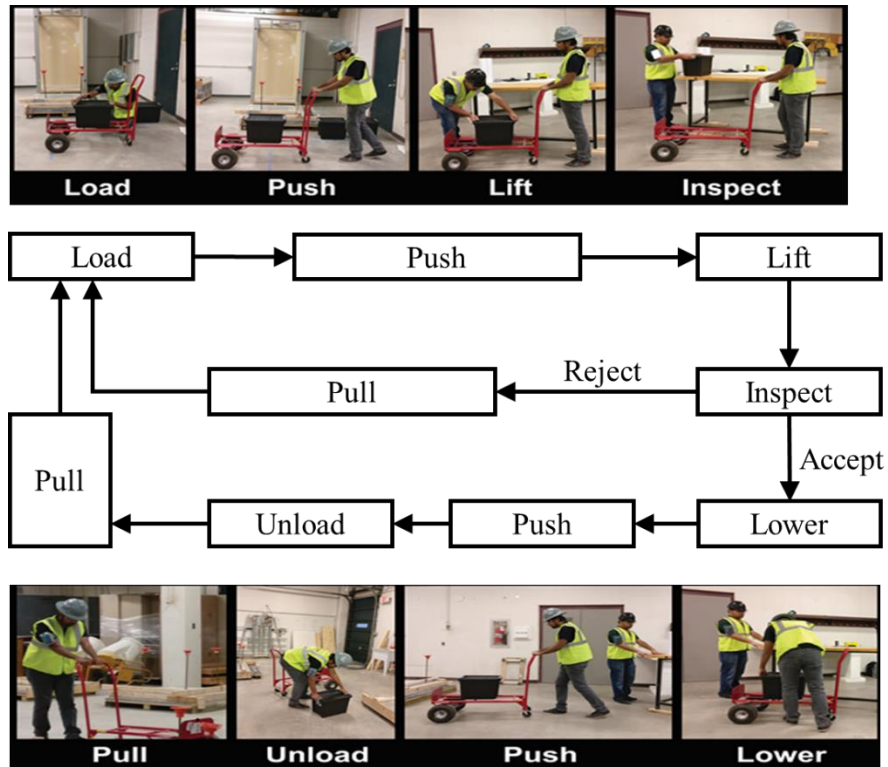 Load Push Lift Inspect
Load Push Lift
Pull Reject Inspect
Accept
Pull
Unload Push Lower
Pull Unload Push Lower